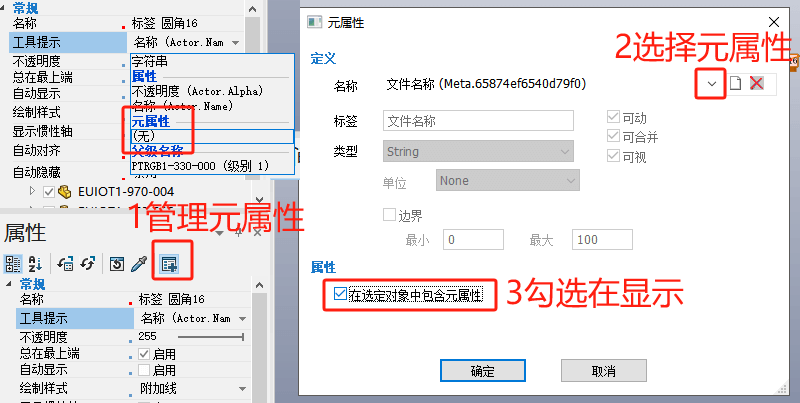 常规
名称 标签 圆角16
工具提示 名称 (Actor.Nam
不透明度 字符串
总在最上端 属性
自动显示 不透明度 (Actor.Alpha)
绘制样式 名称 (Actor.Name)
显示惯性轴 元属性
(无)
自动对齐 父级名称
自动隐藏 PTRGB1-330-000 (级别 1)
EUIOT1-970-004
1管理元属性
属性
常规
名称 标签 圆角16
工具提示 名称 (Actor.Nam
不透明度 255
总在最上端 启用
自动显示 启用
绘制样式 附加线
元属性
2选择元属性
定义
名称 文件名称 (Meta.65874ef6540d79f0)
标签 文件名称 可动
可合并
类型 String 可视
单位 None
边界
最小 0 最大 100
属性
在选定对象中包含元属性 3勾选在显示
确定 取消